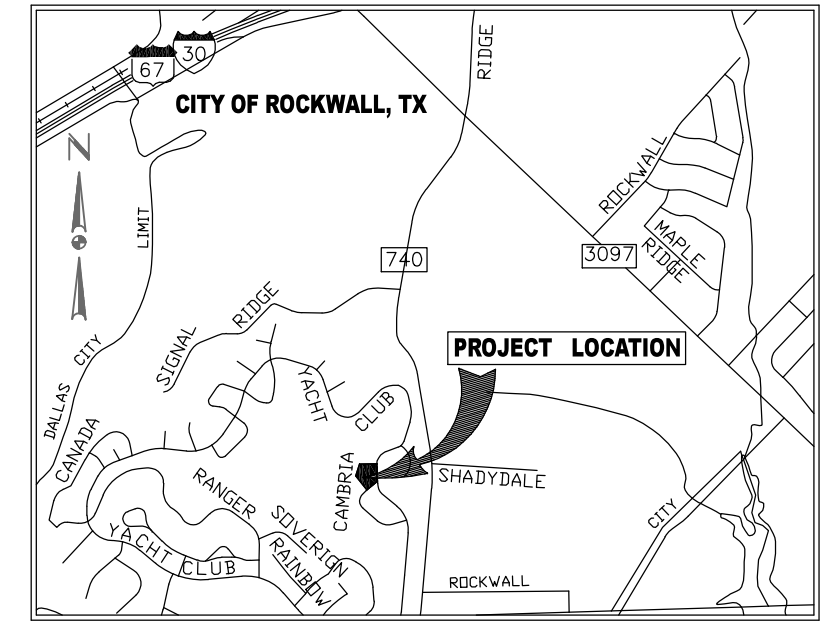 RIDGE
30
67
CITY OF ROCKWALL, TX
N
ROCKWALL
LIMIT
MAPLE
RIDGE
740
3097
RIDGE
SIGNAL
PROJECT LOCATION
CITY
DALLAS
YACHT
CLUB
CANADA
CAMBRIA
SHADYDALE
RANGER
SOVERIGN
CITY
YACHT
CLUB
RAINBOW
ROCKWALL